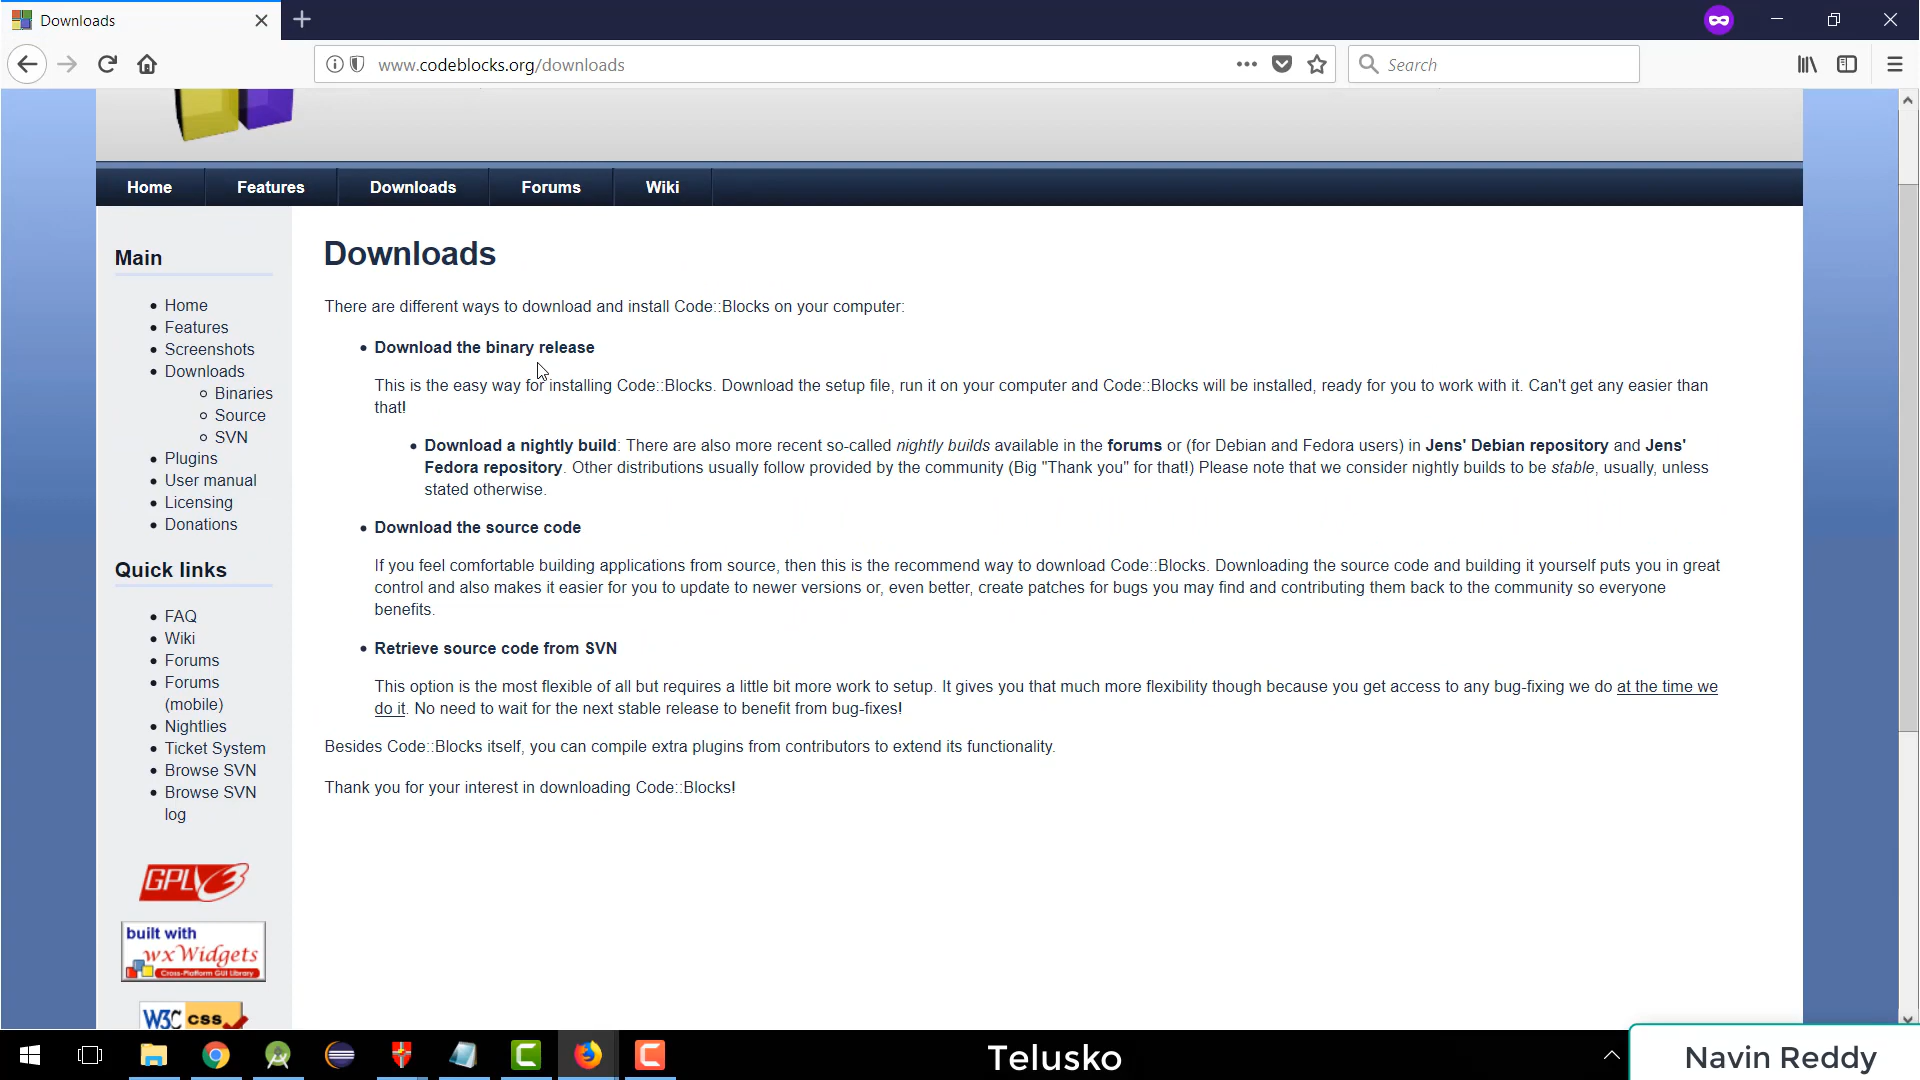 Downloads
www.codeblocks.org/downloads
Search
Home
Features
Downloads
Forums
Wiki
Main
Home
Features
Screenshots
Downloads
Binaries
Source
SVN
Plugins
User manual
Licensing
Donations
Quick links
FAQ
Wiki
Forums
Forums
(mobile)
Nightlies
Ticket System
Browse SVN
Browse SVN
log
GPLv3
built with
wxWidgets
Cross-Platform GUI Library
W3C css
Downloads
There are different ways to download and install Code::Blocks on your computer:
Download the binary release
This is the easy way for installing Code::Blocks. Download the setup file, run it on your computer and Code::Blocks will be installed, ready for you to work with it. Can't get any easier than
that!
Download a nightly build: There are also more recent so-called nightly builds available in the forums or (for Debian and Fedora users) in Jens' Debian repository and Jens'
Fedora repository. Other distributions usually follow provided by the community (Big "Thank you" for that!) Please note that we consider nightly builds to be stable, usually, unless
stated otherwise.
Download the source code
If you feel comfortable building applications from source, then this is the recommend way to download Code::Blocks. Downloading the source code and building it yourself puts you in great
control and also makes it easier for you to update to newer versions or, even better, create patches for bugs you may find and contributing them back to the community so everyone
benefits.
Retrieve source code from SVN
This option is the most flexible of all but requires a little bit more work to setup. It gives you that much more flexibility though because you get access to any bug-fixing we do at the time we
do it. No need to wait for the next stable release to benefit from bug-fixes!
Besides Code::Blocks itself, you can compile extra plugins from contributors to extend its functionality.
Thank you for your interest in downloading Code::Blocks!
Telusko
Navin Reddy